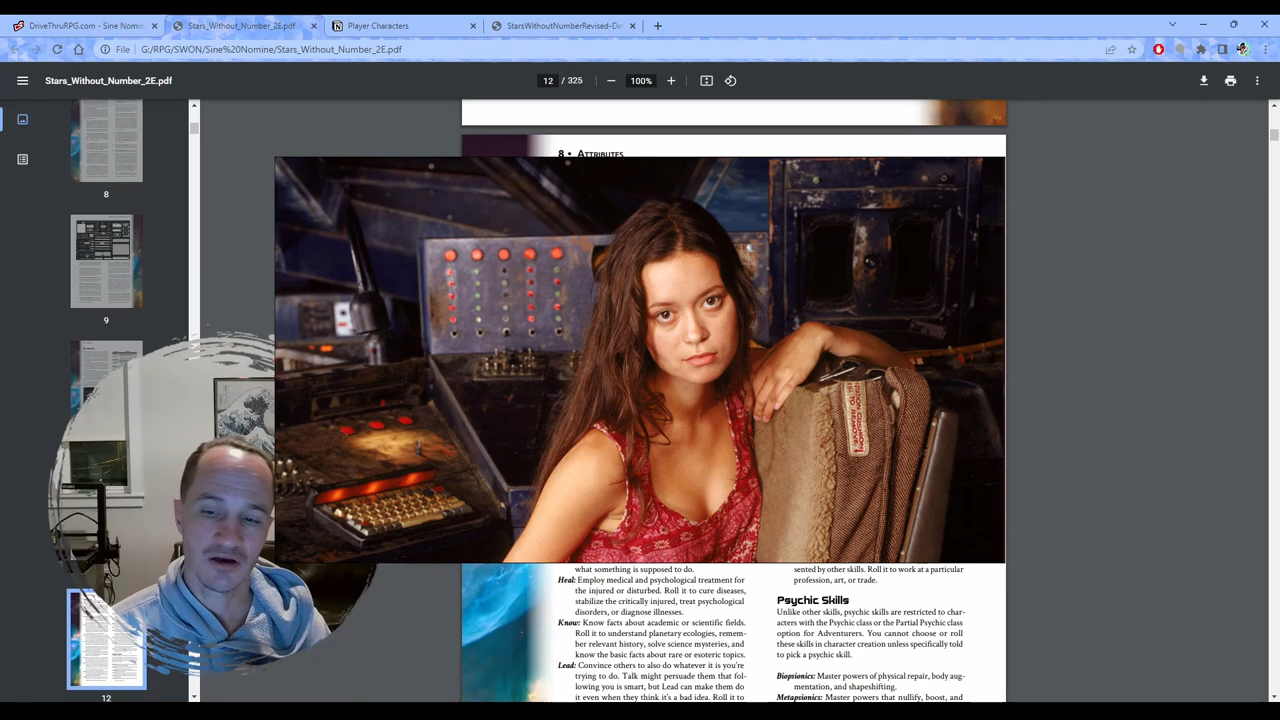 DriveThruRPG.com - Sine Nomin
Stars_Without_Number_2E.pdf
Player Characters
StarsWithoutNumberRevised-De
File
G:/RPG/SWON/Sine%20Nomine/Stars_Without_Number_2E.pdf
Stars_Without_Number_2E.pdf
12 / 325
100%
8
9
12
8 • Attributes
what something is supposed to do.
Heal: Employ medical and psychological treatment for
the injured or disturbed. Roll it to cure diseases,
stabilize the critically injured, treat psychological
disorders, or diagnose illnesses.
Know: Know facts about academic or scientific fields.
Roll it to understand planetary ecologies, remem-
ber relevant history, solve science mysteries, and
know the basic facts about rare or esoteric topics.
Lead: Convince others to also do whatever it is you're
trying to do. Talk might persuade them that fol-
lowing you is smart, but Lead can make them do
it even when they think it's a bad idea. Roll it to
sented by other skills. Roll it to work at a particular
profession, art, or trade.
Psychic Skills
Unlike other skills, psychic skills are restricted to char-
acters with the Psychic class or the Partial Psychic class
option for Adventurers. You cannot choose or roll
these skills in character creation unless specifically told
to pick a psychic skill.
Biopsionics: Master powers of physical repair, body aug-
mentation, and shapeshifting.
Metapsionics: Master powers that nullify, boost, and